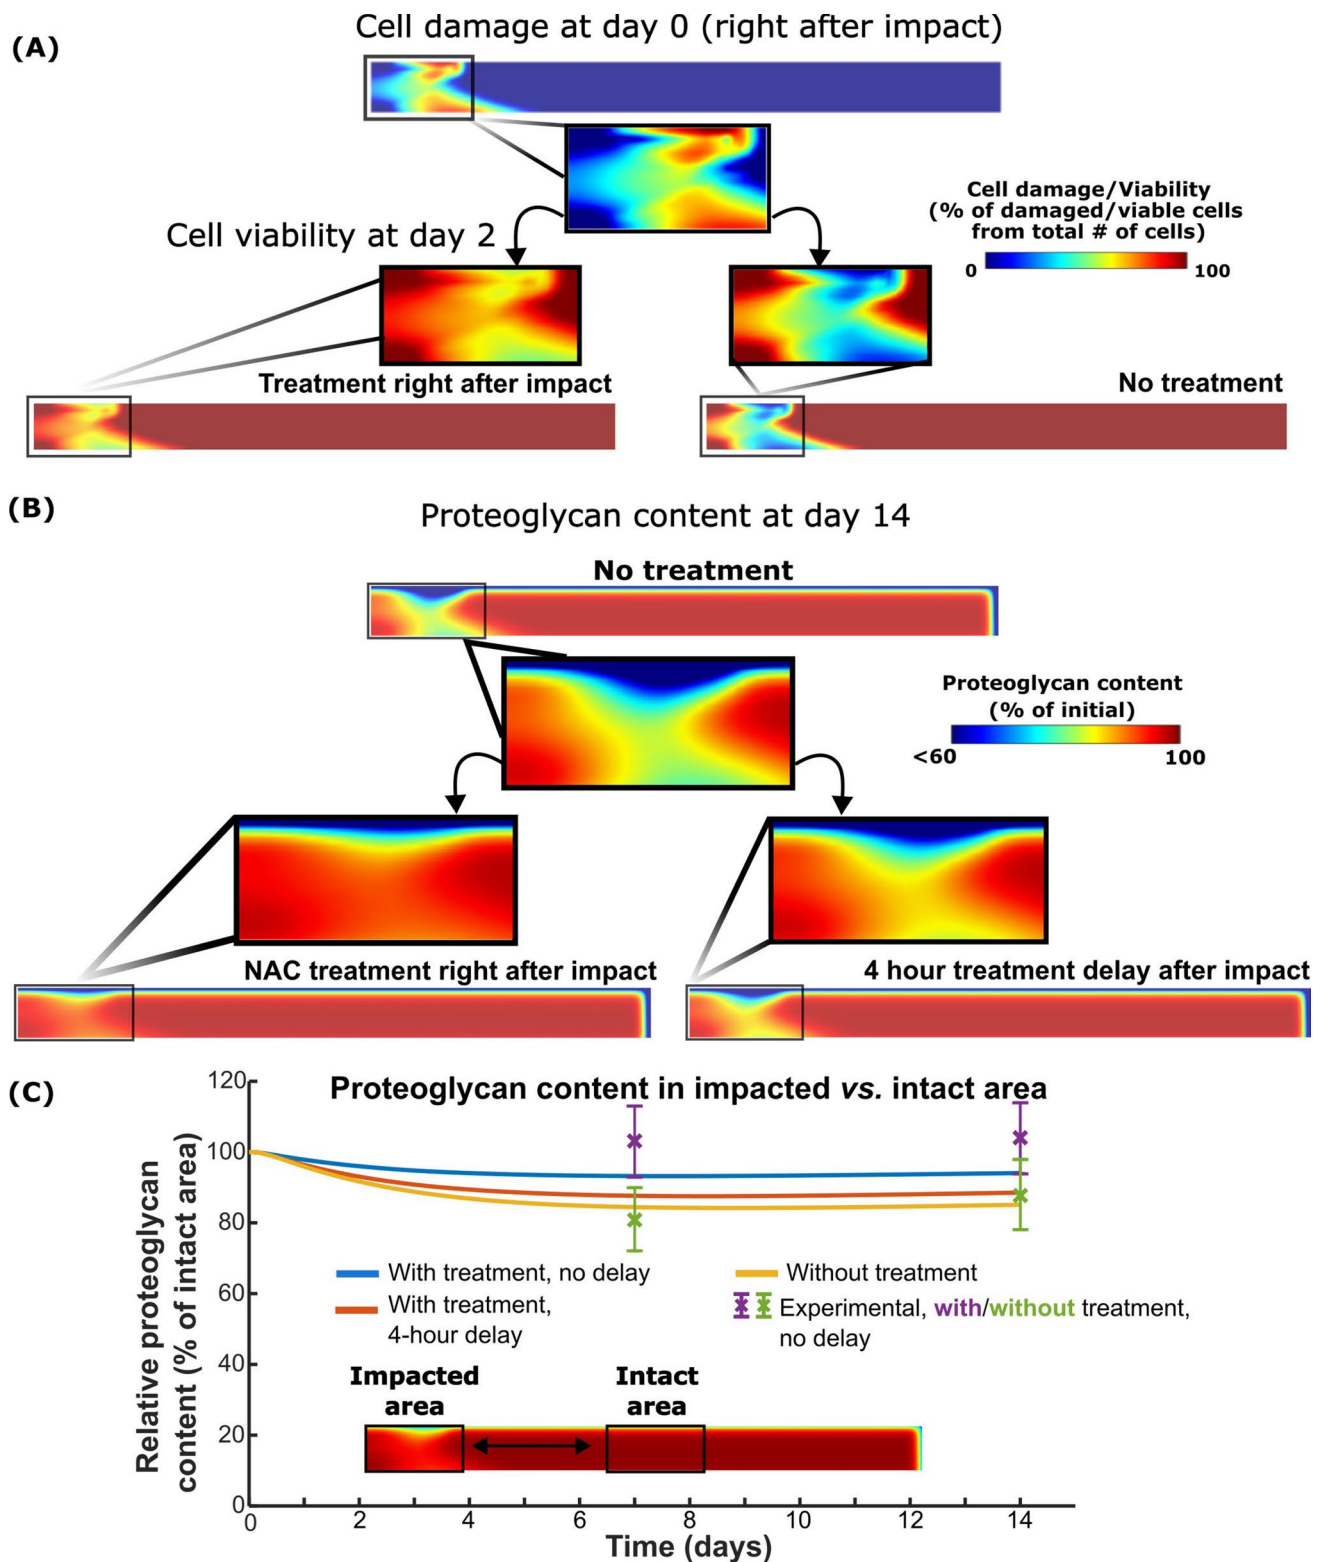 (A)
Cell damage at day 0 (right after impact)
Cell damage/Viability
(% of damaged/viable cells
from total # of cells)
0
100
Cell viability at day 2
Treatment right after impact
No treatment
(B)
Proteoglycan content at day 14
No treatment
Proteoglycan content
(% of initial)
<60
100
NAC treatment right after impact
4 hour treatment delay after impact
(C)
Proteoglycan content in impacted vs. intact area
Relative proteoglycan
content (% of intact area)
120
100
80
60
40
20
0
With treatment, no delay
With treatment,
4-hour delay
Without treatment
Experimental, with/without treatment,
no delay
Impacted
area
Intact
area
0
2
4
6
8
10
12
14
Time (days)